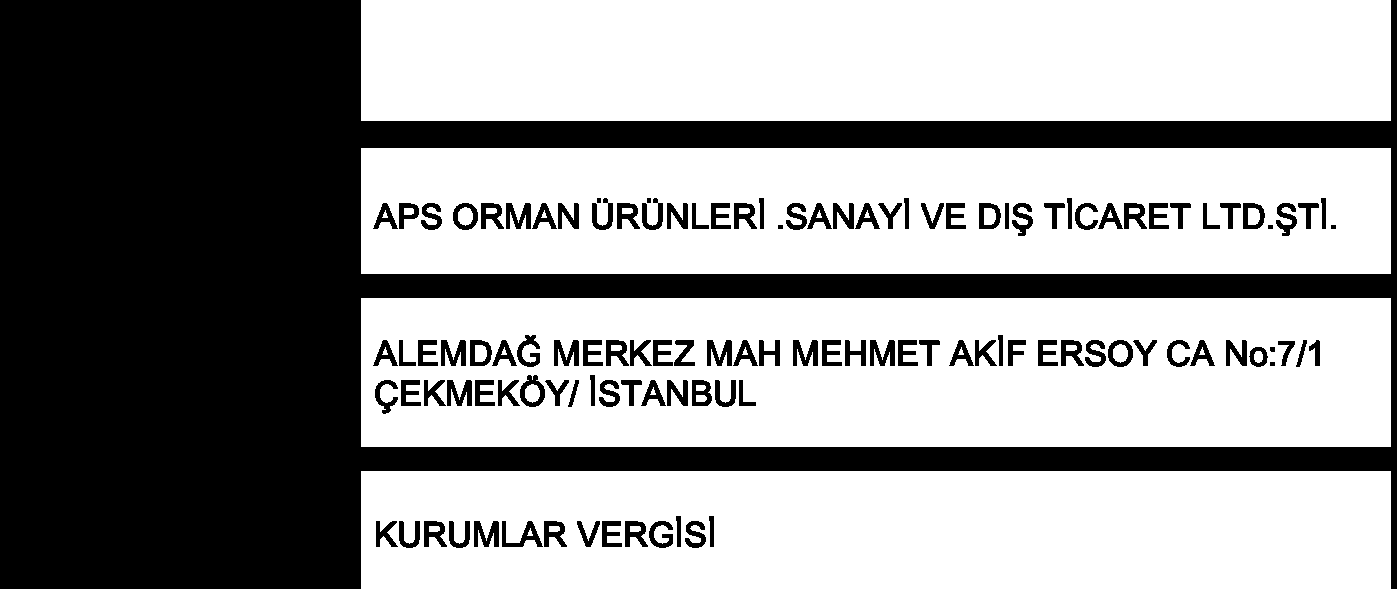 APS ORMAN ÜRÜNLERİ .SANAYİ VE DIŞ TİCARET LTD.ŞTİ.
ALEMDAĞ MERKEZ MAH MEHMET AKİF ERSOY CA No:7/1
ÇEKMEKÖY/ İSTANBUL
KURUMLAR VERGİSİ